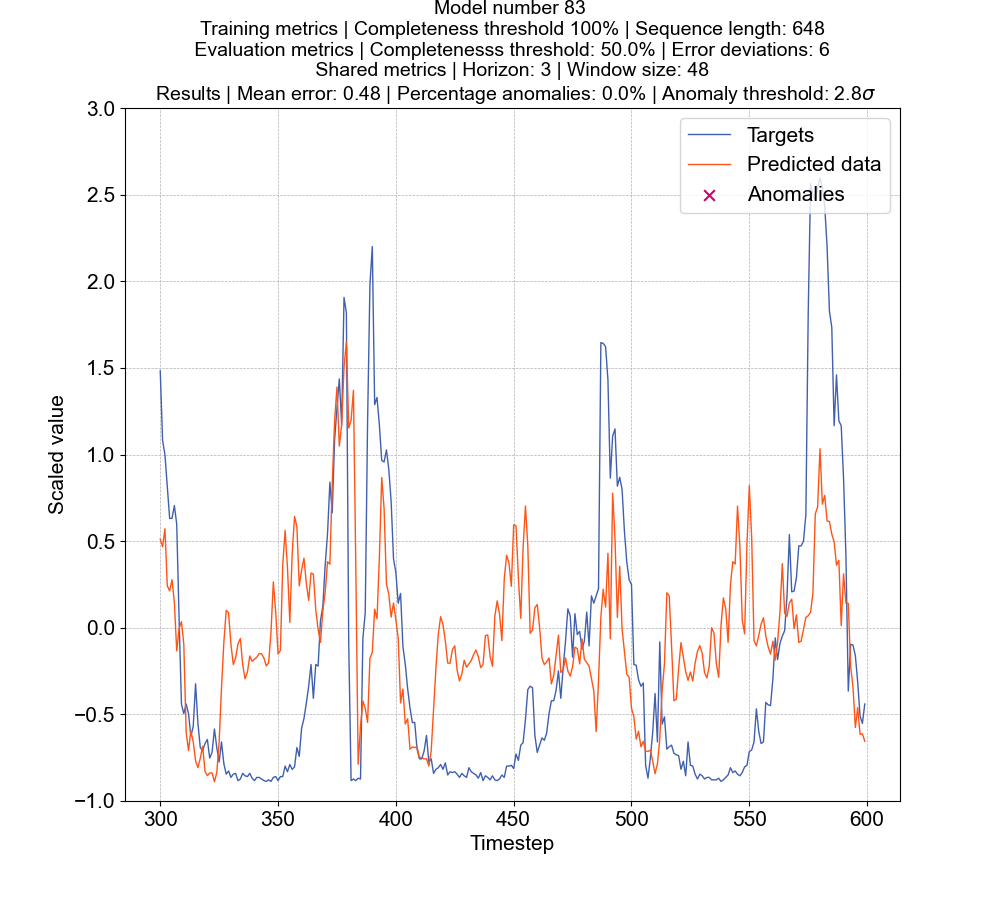 Model number 83
Training metrics | Completeness threshold 100% | Sequence length: 648
Evaluation metrics | Completenesss threshold: 50.0% | Error deviations: 6
Shared metrics | Horizon: 3 | Window size: 48
Results | Mean error: 0.48 | Percentage anomalies: 0.0% | Anomaly threshold: 2.8σ
3.0
2.5
2.0
1.5
1.0
0.5
0.0
−0.5
−1.0
Scaled value
Targets
Predicted data
Anomalies
300 350 400 450 500 550 600
Timestep